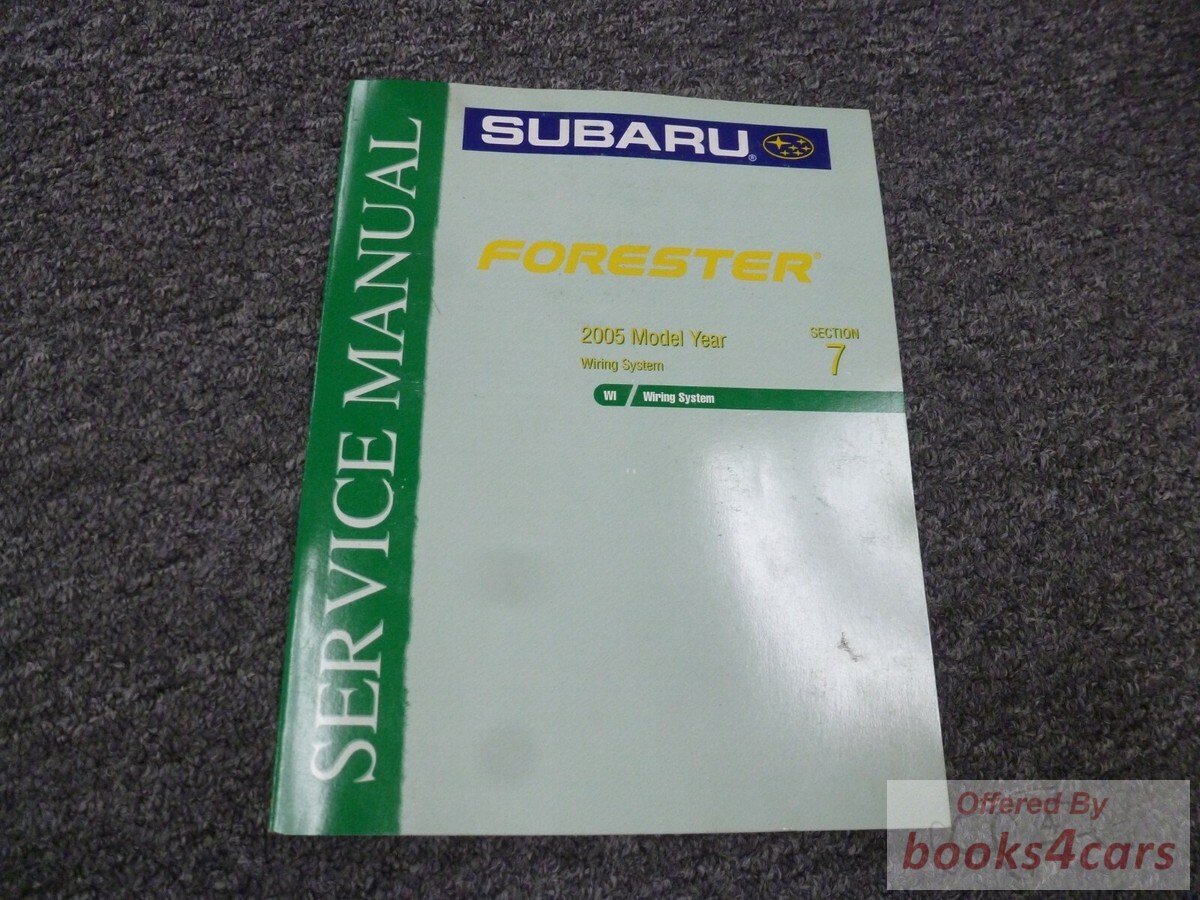 SERVICE MANUAL
SUBARU®
FORESTER®
2005 Model Year
Wiring System
SECTION
7
WI / Wiring System
Offered By
books4cars